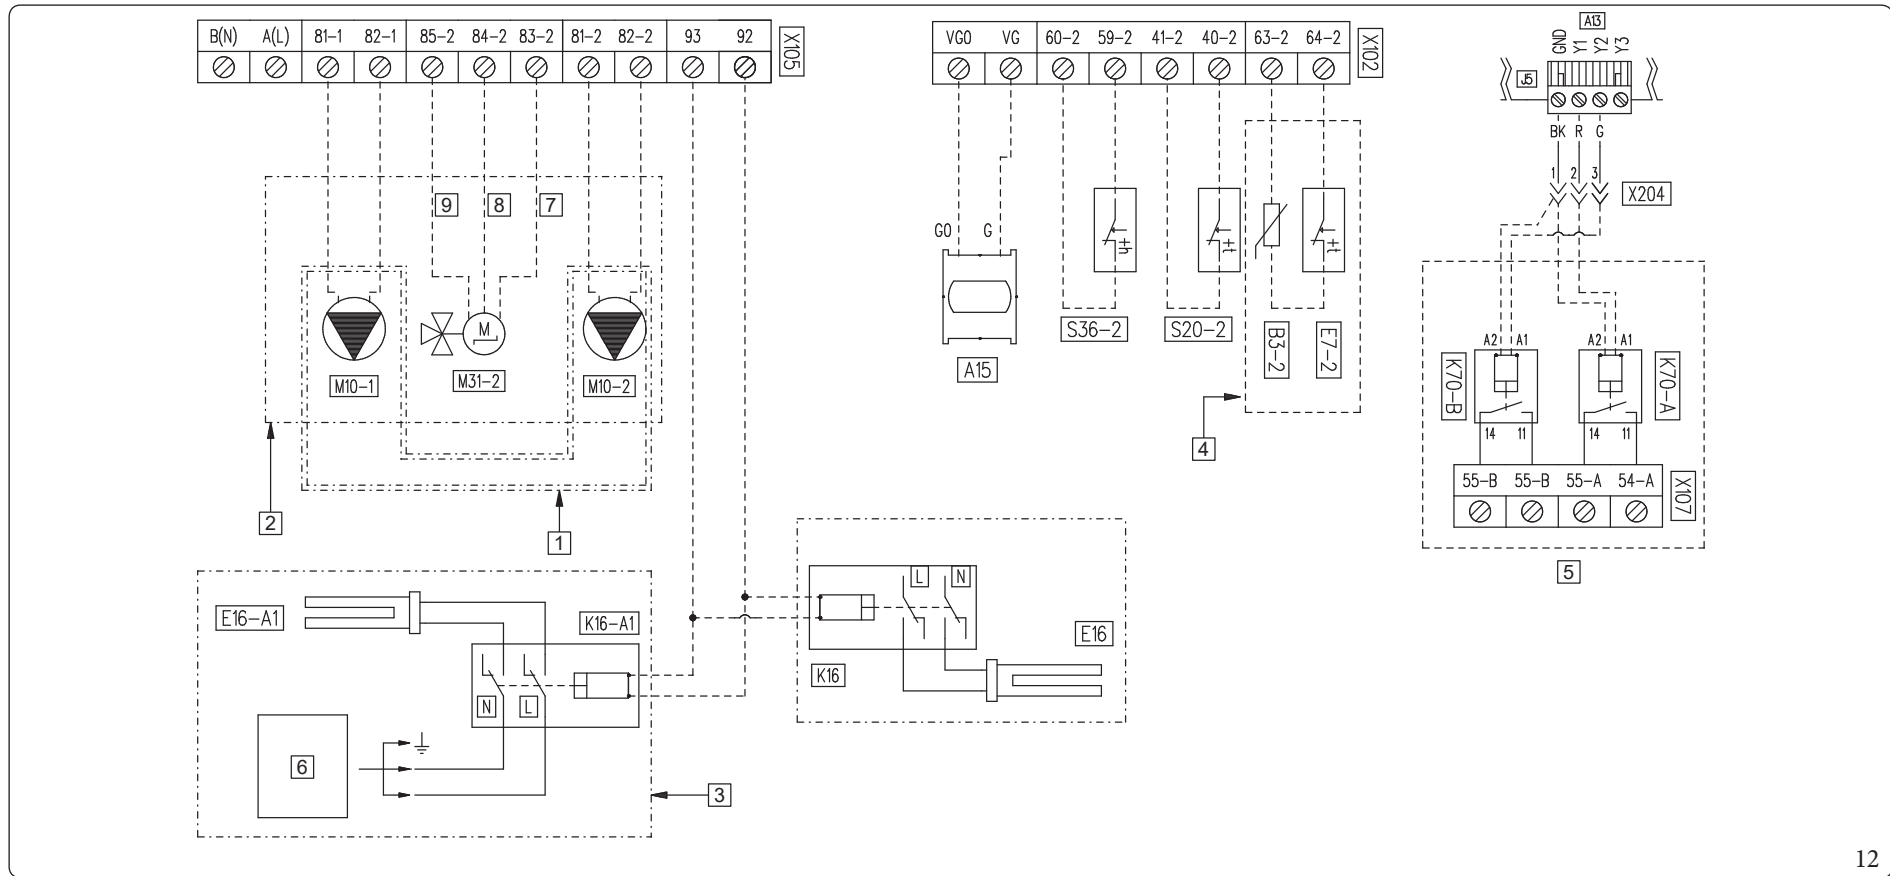 B(N) A(L) 81-1 82-1 85-2 84-2 83-2 81-2 82-2 93 92
X105
VG0 VG 60-2 59-2 41-2 40-2 63-2 64-2
X102
A13
GND Y1 Y2 Y3
J5
BK R G
1 2 3
X204
9 8 7
G0 G
+h +t +t
M
M10-1 M31-2 M10-2
S36-2 S20-2 B3-2 E7-2
A15
4
A2 A1 A2 A1
K70-B K70-A
14 11 14 11
55-B 55-B 55-A 54-A
X107
5
2
1
E16-A1
K16-A1
N L
6
3
L N
E16
K16
12